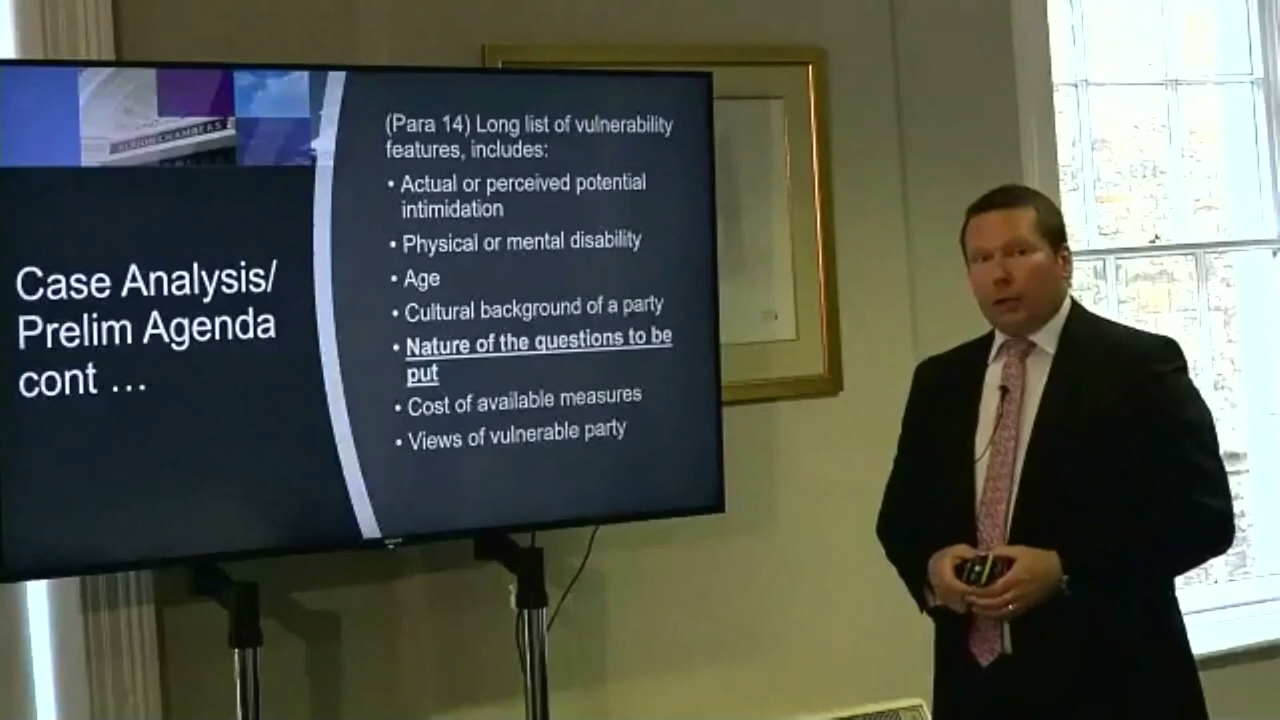 ALBION CHAMBERS
Case Analysis/
Prelim Agenda
cont …
(Para 14) Long list of vulnerability
features, includes:
• Actual or perceived potential
intimidation
• Physical or mental disability
• Age
• Cultural background of a party
• Nature of the questions to be
put
• Cost of available measures
• Views of vulnerable party